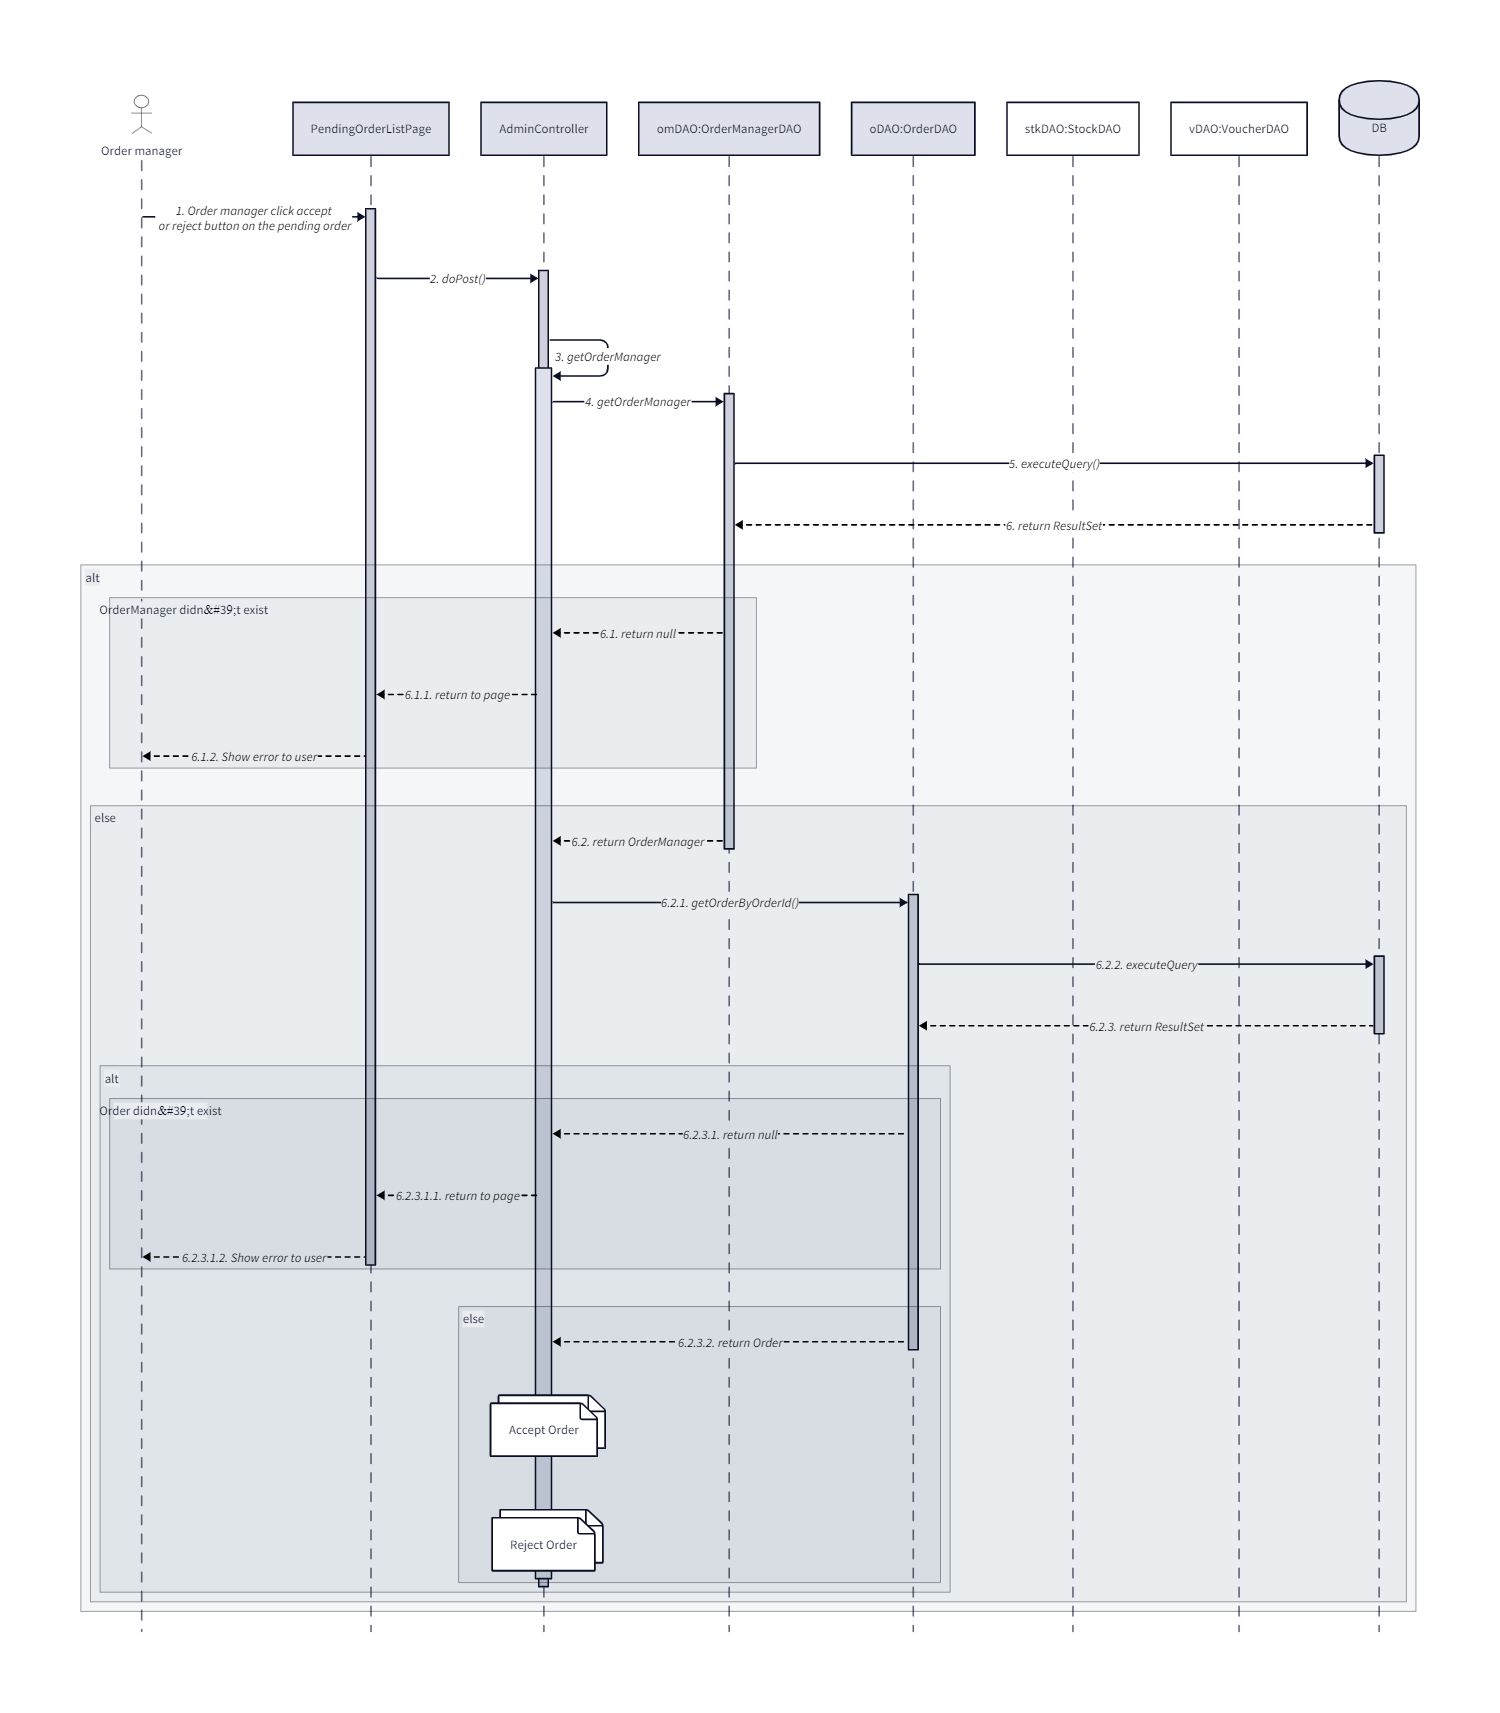 Order manager
PendingOrderListPage
AdminController
omDAO:OrderManagerDAO
oDAO:OrderDAO
stkDAO:StockDAO
vDAO:VoucherDAO
DB
1. Order manager click accept
or reject button on the pending order
2. doPost()
3. getOrderManager
4. getOrderManager
5. executeQuery()
6. return ResultSet
alt
OrderManager didn&#39;t exist
6.1. return null
6.1.1. return to page
6.1.2. Show error to user
else
6.2. return OrderManager
6.2.1. getOrderByOrderId()
6.2.2. executeQuery
6.2.3. return ResultSet
alt
Order didn&#39;t exist
6.2.3.1. return null
6.2.3.1.1. return to page
6.2.3.1.2. Show error to user
else
6.2.3.2. return Order
Accept Order
Reject Order